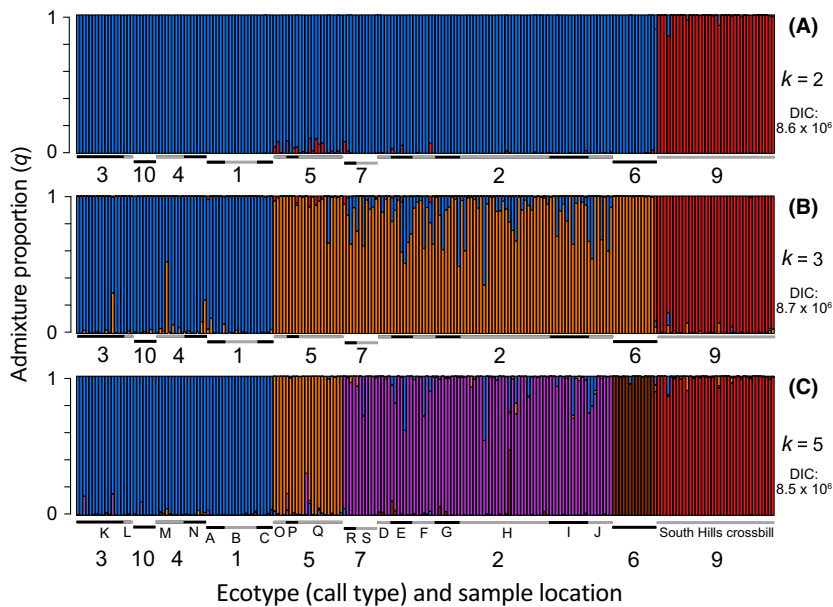 Admixture proportion (q)
1
0
(A)
k = 2
DIC:
8.6 x 10⁶
3 10 4 1 5 7 2 6 9
1
0
(B)
k = 3
DIC:
8.7 x 10⁶
3 10 4 1 5 7 2 6 9
1
0
(C)
k = 5
DIC:
8.5 x 10⁶
K L M N A B C O P Q R S D E F G H I J South Hills crossbill
3 10 4 1 5 7 2 6 9
Ecotype (call type) and sample location